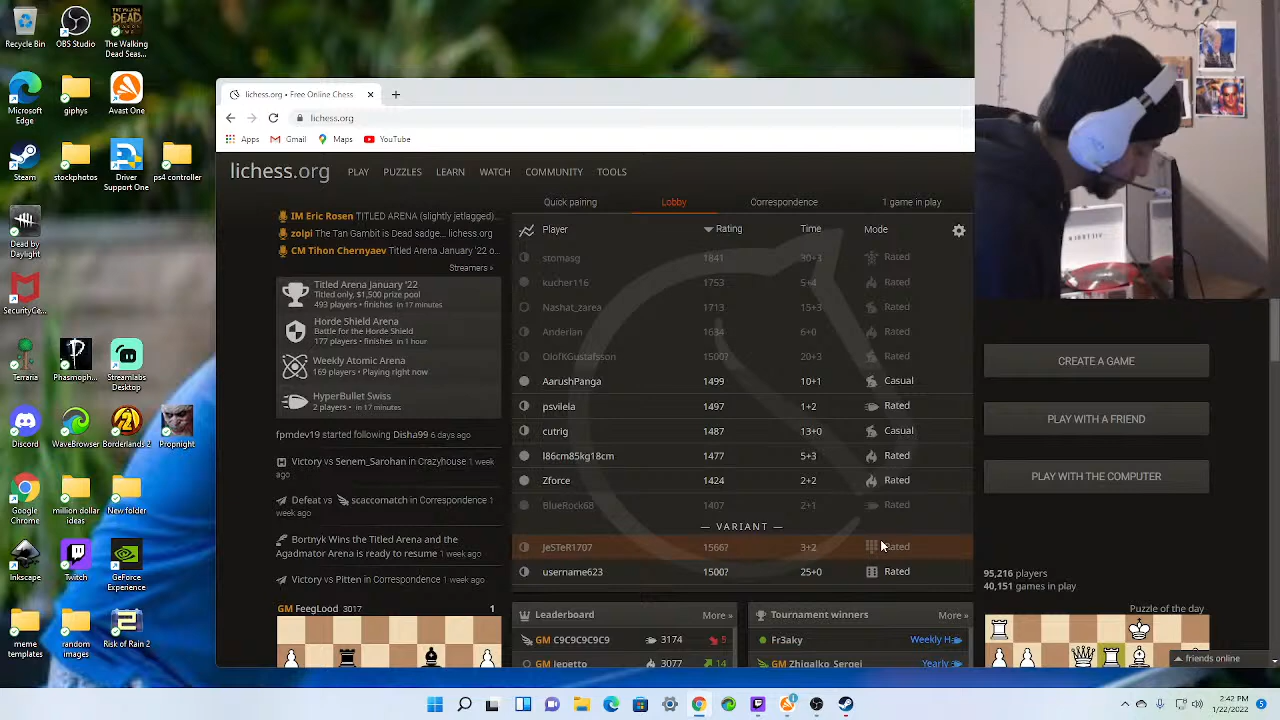 Recycle Bin
OBS Studio
The Walking
Dead Seas...
Microsoft
Edge
giphys
Avast One
Steam
stockphotos
Driver
Support One
ps4 controller
Dead by
Daylight
Terraria
Phasmoph...
Streamlabs
Desktop
Discord
WaveBrowser
Borderlands 2
Propnight
Google
Chrome
million dollar
ideas
New folder
Inkscape
Twitch
GeForce
Experience
meme
templates
random
images
Risk of Rain 2
lichess.org • Free Online Chess
lichess.org
Apps
Gmail
Maps
YouTube
lichess.org
PLAY
PUZZLES
LEARN
WATCH
COMMUNITY
TOOLS
IM Eric Rosen TITLED ARENA (slightly jetlagged)...
zolpi The Tan Gambit is Dead sadge... lichess org
CM Tihon Chernyaev Titled Arena January '22 o...
Streamers »
Titled Arena January '22
Titled only, $1,500 prize pool
493 players • finishes in 17 minutes
Horde Shield Arena
Battle for the Horde Shield
177 players • finishes in 1 hour
Weekly Atomic Arena
169 players • Playing right now
HyperBullet Swiss
2 players • in 17 minutes
fpmdev19 started following Disha99 6 days ago
Victory vs Senem_Sarohan in Crazyhouse 1 week
ago
Defeat vs scaccomatch in Correspondence 1
week ago
Bortnyk Wins the Titled Arena and the
Agadmator Arena is ready to resume 1 week ago
Victory vs Pitten in Correspondence 1 week ago
GM FeegLood 3017 1
Quick pairing
Lobby
Correspondence
1 game in play
Player Rating Time Mode
stomasg 1841 30+3 Rated
kucher116 1753 5+4 Rated
Nashat_zarea 1713 15+3 Rated
Anderlan 1634 6+0 Rated
OlofKGustafsson 1500? 20+3 Rated
AarushPanga 1499 10+1 Casual
psvilela 1497 1+2 Rated
cutrig 1487 13+0 Casual
l86cm85kg18cm 1477 5+3 Rated
Zforce 1424 2+2 Rated
BlueRock68 1407 2+1 Rated
— VARIANT —
JeSTeR1707 1566? 3+2 Rated
username623 1500? 25+0 Rated
Leaderboard More »
GM C9C9C9C9C9 3174 5
GM Jepetto 3077 14
Tournament winners More »
Fr3aky Weekly H
GM Zhigalko_Sergei Yearly
CREATE A GAME
PLAY WITH A FRIEND
PLAY WITH THE COMPUTER
95,216 players
40,151 games in play
Puzzle of the day
friends online
2:42 PM
1/22/2022
5